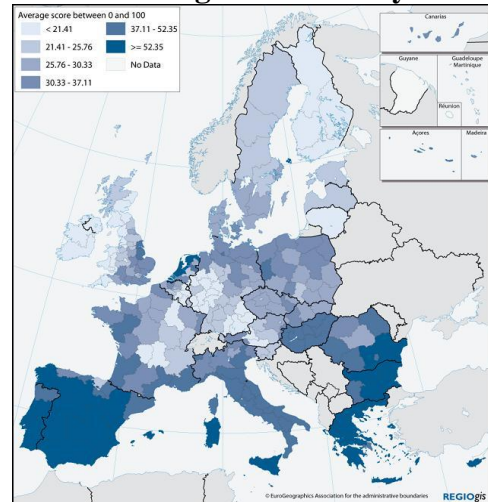 Average score between 0 and 100
< 21.41
21.41 - 25.76
25.76 - 30.33
30.33 - 37.11
37.11 - 52.35
>= 52.35
No Data
Canarias
Guyane
Guadeloupe
Martinique
Réunion
Açores
Madeira
© EuroGeographics Association for the administrative boundaries
REGIOgis